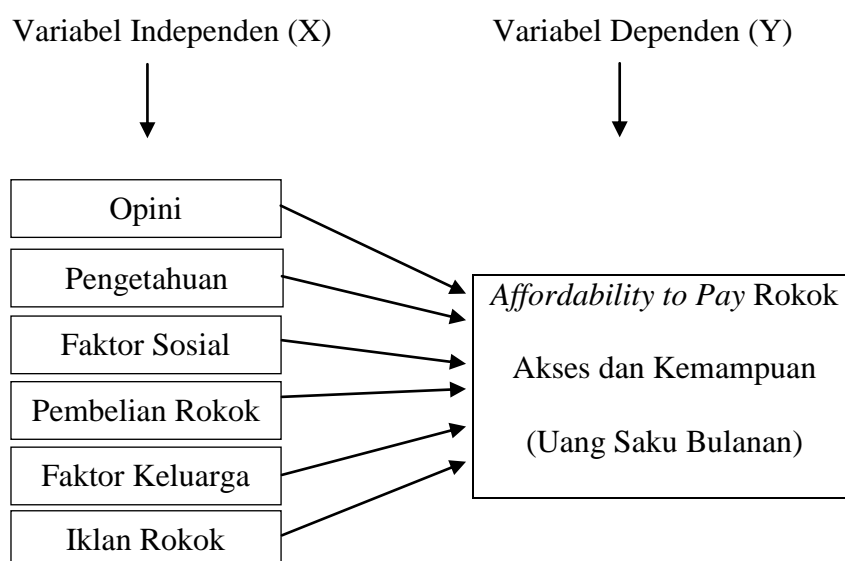 Variabel Independen (X)
Variabel Dependen (Y)
Opini
Pengetahuan
Faktor Sosial
Pembelian Rokok
Faktor Keluarga
Iklan Rokok
Affordability to Pay Rokok
Akses dan Kemampuan
(Uang Saku Bulanan)